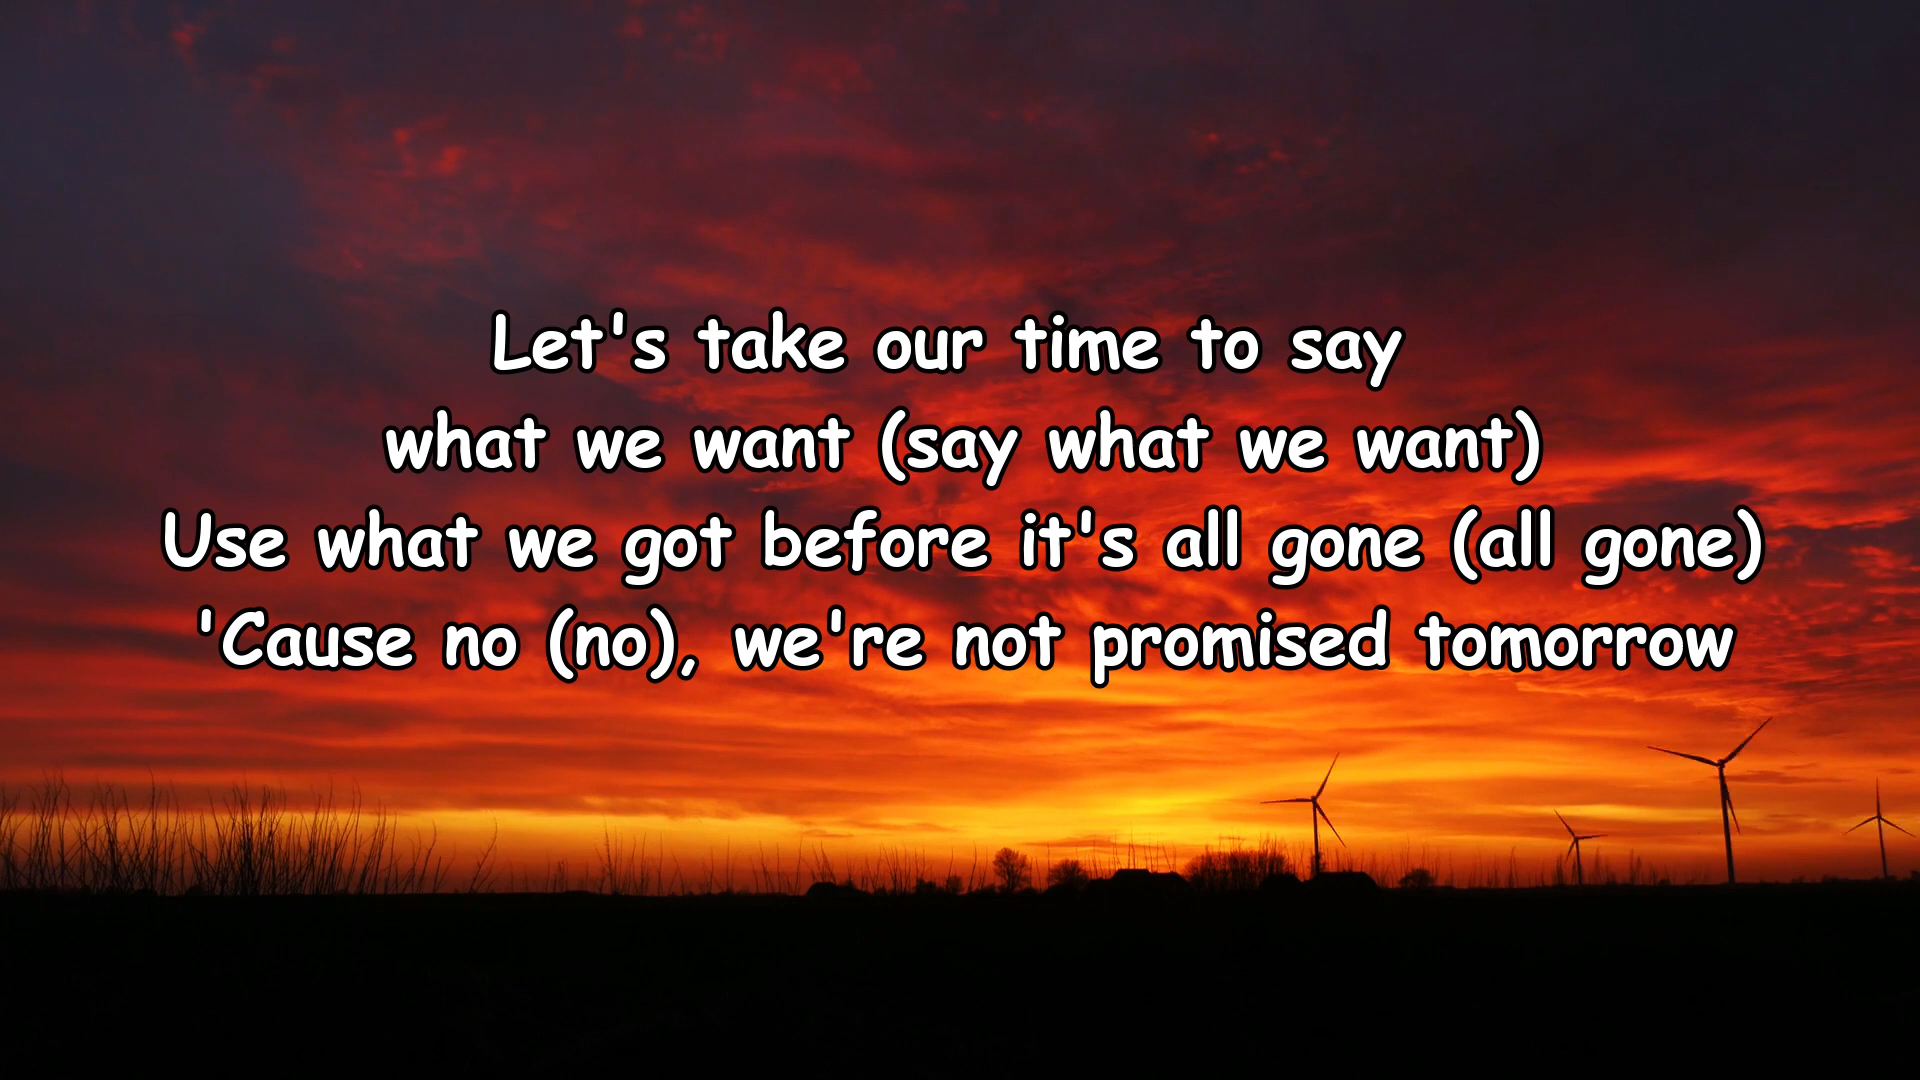 Let's take our time to say
what we want (say what we want)
Use what we got before it's all gone (all gone)
'Cause no (no), we're not promised tomorrow